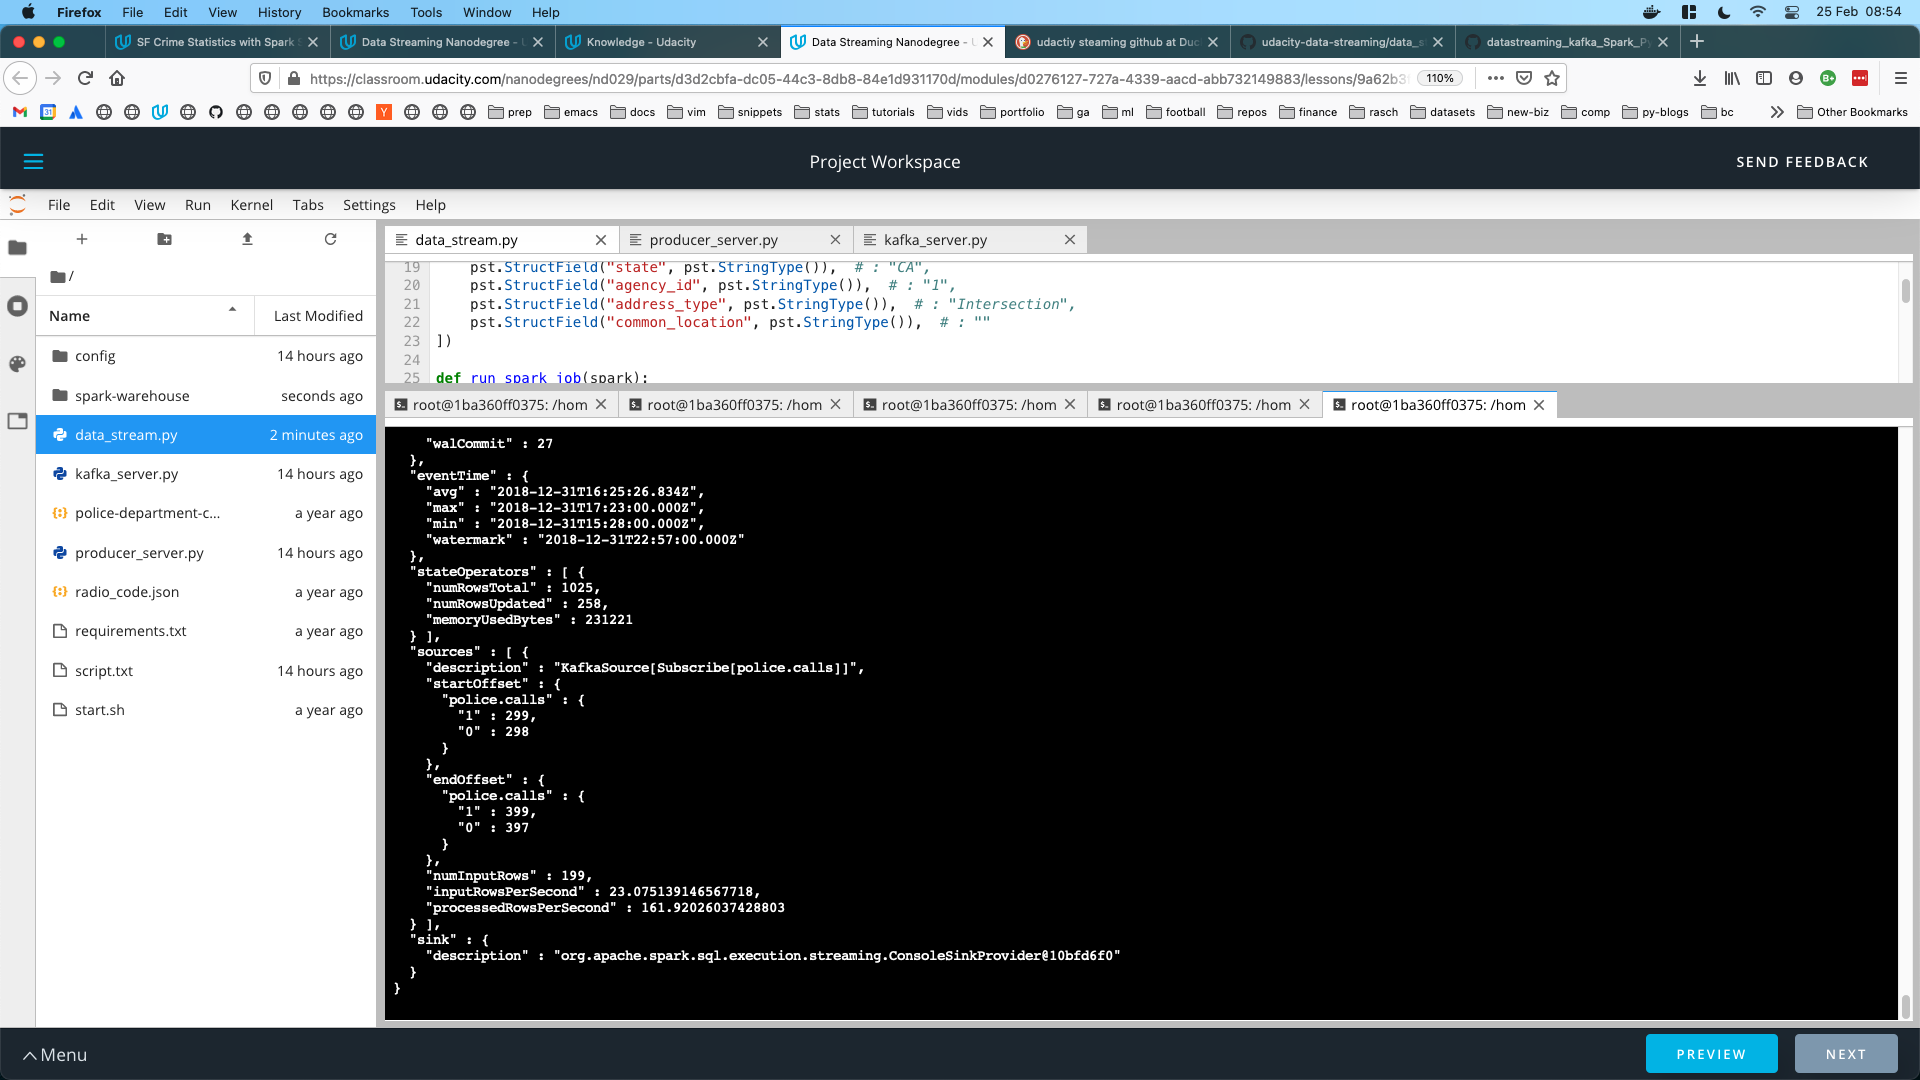 Firefox File Edit View History Bookmarks Tools Window Help 25 Feb 08:54
SF Crime Statistics with Spark S Data Streaming Nanodegree - U Knowledge - Udacity Data Streaming Nanodegree - U udactiy steaming github at Duc udacity-data-streaming/data_s datastreaming_kafka_Spark_Py
https://classroom.udacity.com/nanodegrees/nd029/parts/d3d2cbfa-dc05-44c3-8db8-84e1d931170d/modules/d0276127-727a-4339-aacd-abb732149883/lessons/9a62b3 110%
prep emacs docs vim snippets stats tutorials vids portfolio ga ml football repos finance rasch datasets new-biz comp py-blogs bc Other Bookmarks
Project Workspace
SEND FEEDBACK
File Edit View Run Kernel Tabs Settings Help
data_stream.py producer_server.py kafka_server.py
/
Name Last Modified
config 14 hours ago
spark-warehouse seconds ago
data_stream.py 2 minutes ago
kafka_server.py 14 hours ago
police-department-c... a year ago
producer_server.py 14 hours ago
radio_code.json a year ago
requirements.txt a year ago
script.txt 14 hours ago
start.sh a year ago
19 pst.StructField("state", pst.StringType()), # : "CA",
20 pst.StructField("agency_id", pst.StringType()), # : "1",
21 pst.StructField("address_type", pst.StringType()), # : "Intersection",
22 pst.StructField("common_location", pst.StringType()), # : ""
23 ])
24
25 def run_spark_job(spark):
root@1ba360ff0375: /hom root@1ba360ff0375: /hom root@1ba360ff0375: /hom root@1ba360ff0375: /hom root@1ba360ff0375: /hom
"walCommit" : 27
},
"eventTime" : {
"avg" : "2018-12-31T16:25:26.834Z",
"max" : "2018-12-31T17:23:00.000Z",
"min" : "2018-12-31T15:28:00.000Z",
"watermark" : "2018-12-31T22:57:00.000Z"
},
"stateOperators" : [ {
"numRowsTotal" : 1025,
"numRowsUpdated" : 258,
"memoryUsedBytes" : 231221
} ],
"sources" : [ {
"description" : "KafkaSource[Subscribe[police.calls]]",
"startOffset" : {
"police.calls" : {
"1" : 299,
"0" : 298
}
},
"endOffset" : {
"police.calls" : {
"1" : 399,
"0" : 397
}
},
"numInputRows" : 199,
"inputRowsPerSecond" : 23.075139146567718,
"processedRowsPerSecond" : 161.92026037428803
} ],
"sink" : {
"description" : "org.apache.spark.sql.execution.streaming.ConsoleSinkProvider@10bfd6f0"
}
}
Menu
PREVIEW
NEXT